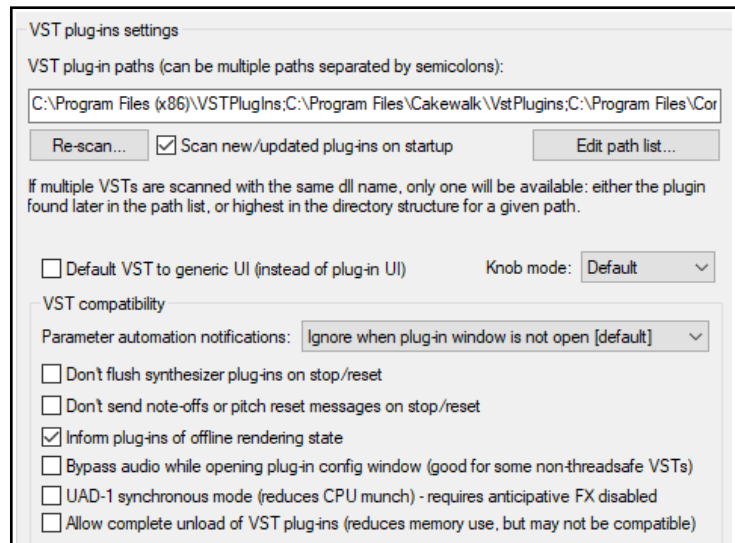 VST plug-ins settings
VST plug-in paths (can be multiple paths separated by semicolons):
C:\Program Files (x86)\VSTPlugIns;C:\Program Files\Cakewalk\VstPlugins;C:\Program Files\Cor
Re-scan... Scan new/updated plug-ins on startup Edit path list...
If multiple VSTs are scanned with the same dll name, only one will be available: either the plugin
found later in the path list, or highest in the directory structure for a given path.
Default VST to generic UI (instead of plug-in UI) Knob mode: Default
VST compatibility
Parameter automation notifications: Ignore when plug-in window is not open [default]
Don't flush synthesizer plug-ins on stop/reset
Don't send note-offs or pitch reset messages on stop/reset
Inform plug-ins of offline rendering state
Bypass audio while opening plug-in config window (good for some non-threadsafe VSTs)
UAD-1 synchronous mode (reduces CPU munch) - requires anticipative FX disabled
Allow complete unload of VST plug-ins (reduces memory use, but may not be compatible)